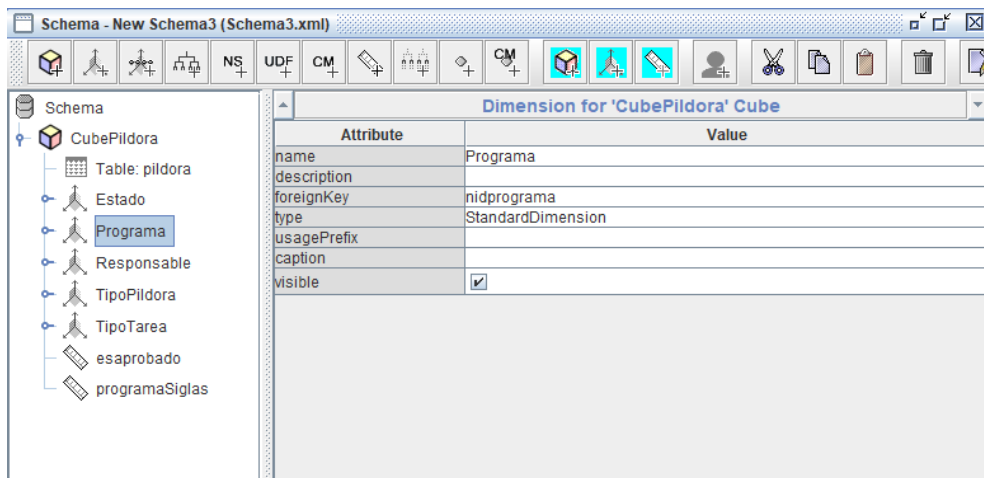 Schema - New Schema3 (Schema3.xml)
NS UDF CM CM
Schema
CubePildora
Table: pildora
Estado
Programa
Responsable
TipoPildora
TipoTarea
esaprobado
programaSiglas
Dimension for 'CubePildora' Cube
Attribute Value
name Programa
description
foreignKey nidprograma
type StandardDimension
usagePrefix
caption
visible